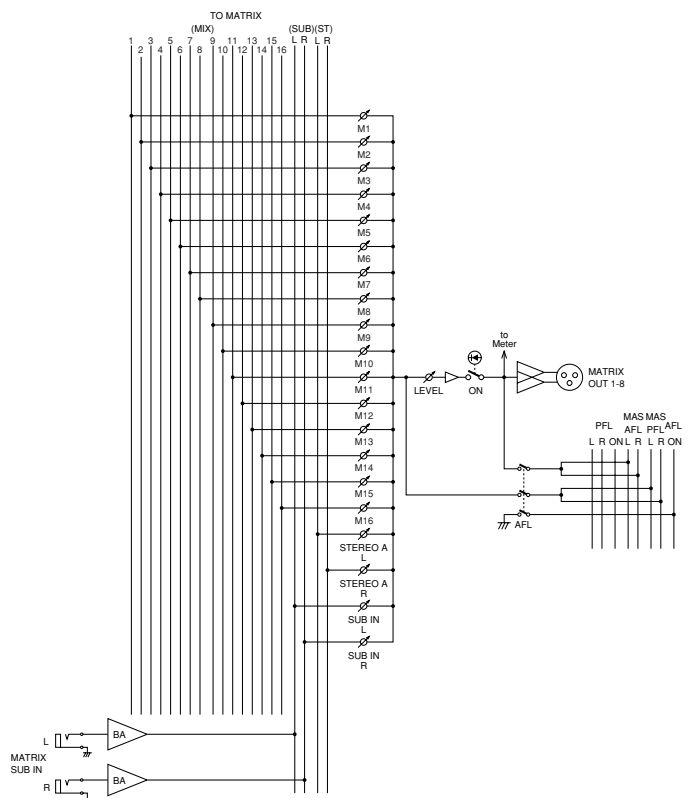 TO MATRIX
(MIX) (SUB)(ST)
1 3 5 7 9 11 13 15 L R L R
2 4 6 8 10 12 14 16
M1
M2
M3
M4
M5
M6
M7
M8
M9
M10
M11
M12
M13
M14
M15
M16
STEREO A
L
STEREO A
R
SUB IN
L
SUB IN
R
LEVEL
ON
to
Meter
MATRIX
OUT 1-8
MAS MAS
PFL AFL PFL AFL
L R ON L R L R ON
AFL
MATRIX
SUB IN
L
BA
R
BA